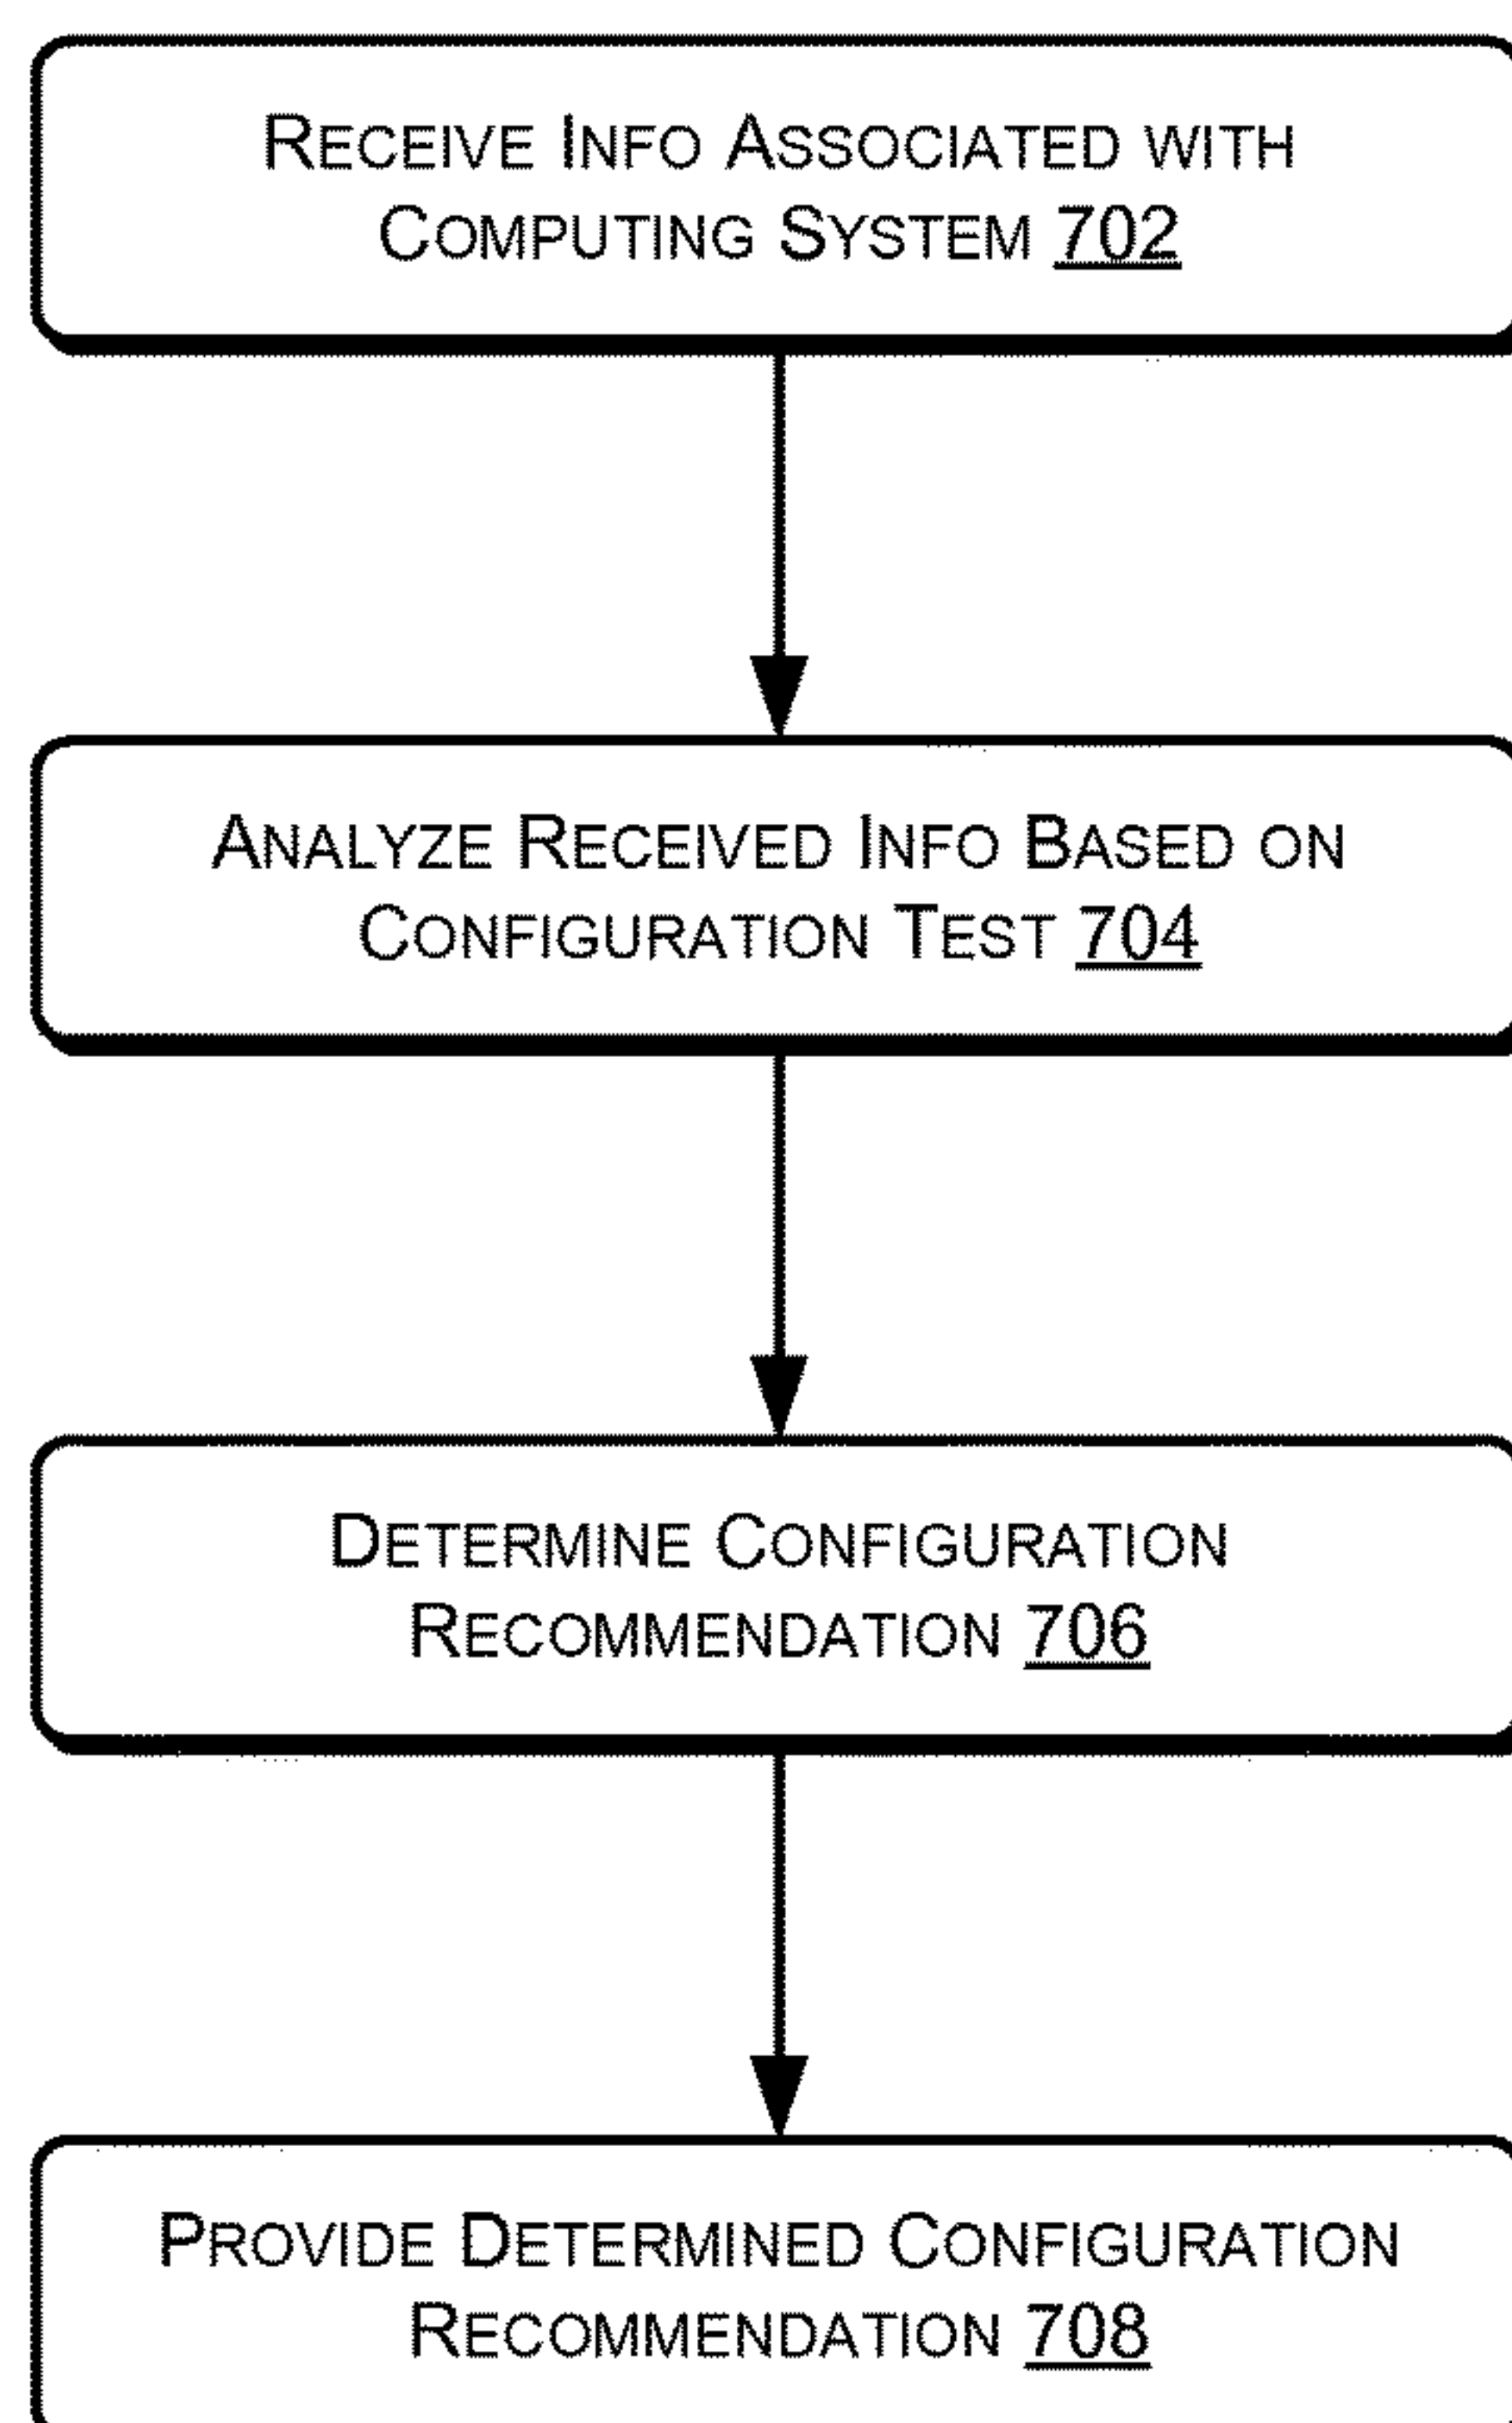 RECEIVE INFO ASSOCIATED WITH
COMPUTING SYSTEM 702
ANALYZE RECEIVED INFO BASED ON
CONFIGURATION TEST 704
DETERMINE CONFIGURATION
RECOMMENDATION 706
PROVIDE DETERMINED CONFIGURATION
RECOMMENDATION 708